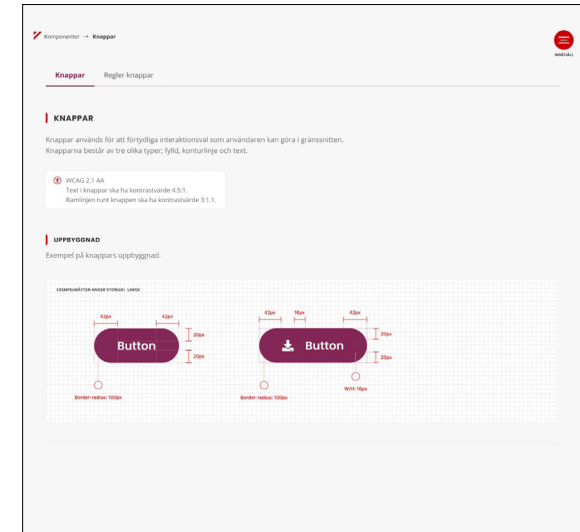 Komponenter → Knappar
INNEHÅLL
Knappar
Regler knappar
KNAPPAR
Knappar används för att förtydliga interaktionsval som användaren kan göra i gränssnitten.
Knapparna består av tre olika typer; fylld, konturlinje och text.
WCAG 2.1 AA
Text i knappar ska ha kontrastvärde 4.5:1.
Ramlinjen runt knappen ska ha kontrastvärde 3:1.1.
UPPBYGGNAD
Exempel på knappars uppbyggnad.
EXEMPELMÅTTEN ANGER STORLEK: LARGE
42px
42px
20px
Button
20px
Border-radius: 100px
42px
16px
42px
20px
Button
20px
W/H: 16px
Border-radius: 100px